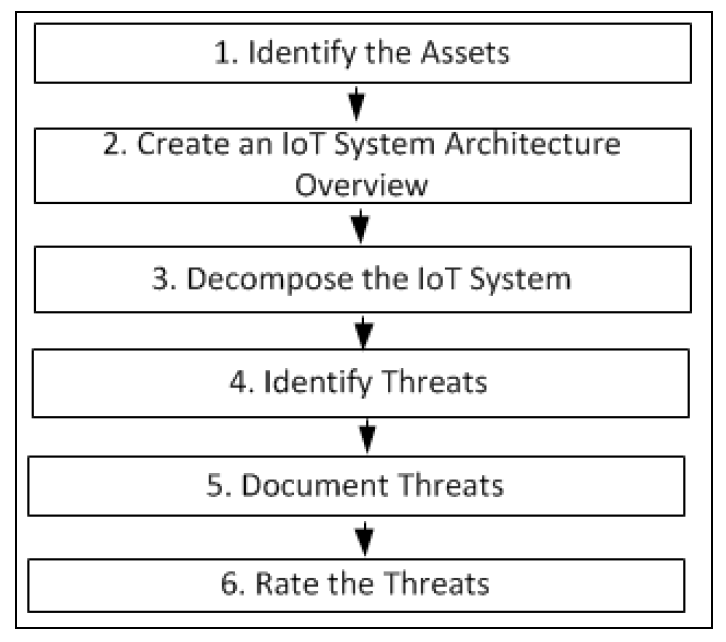 1. Identify the Assets
2. Create an IoT System Architecture
Overview
3. Decompose the IoT System
4. Identify Threats
5. Document Threats
6. Rate the Threats